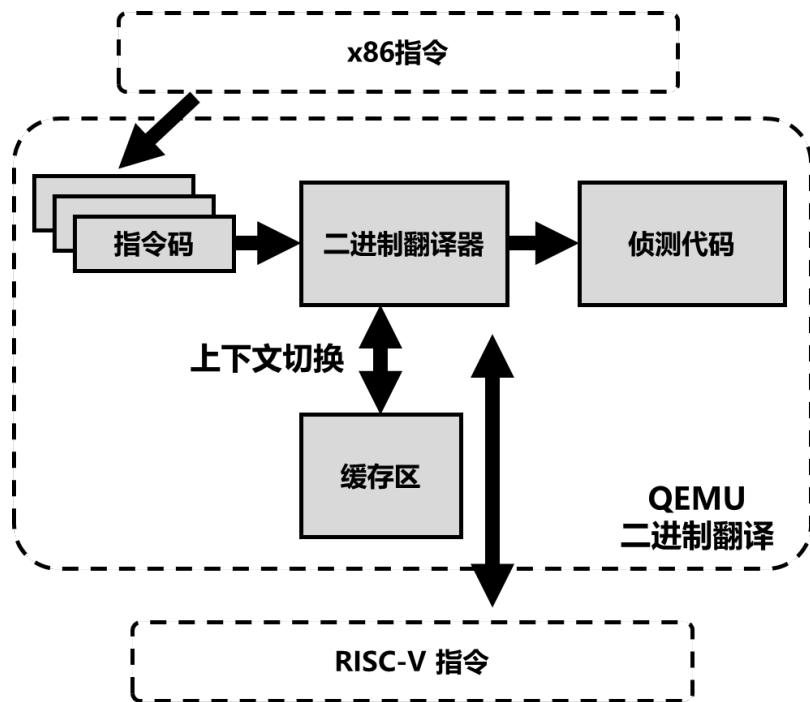 x86指令
指令码
二进制翻译器
侦测代码
上下文切换
缓存区
QEMU
二进制翻译
RISC-V 指令